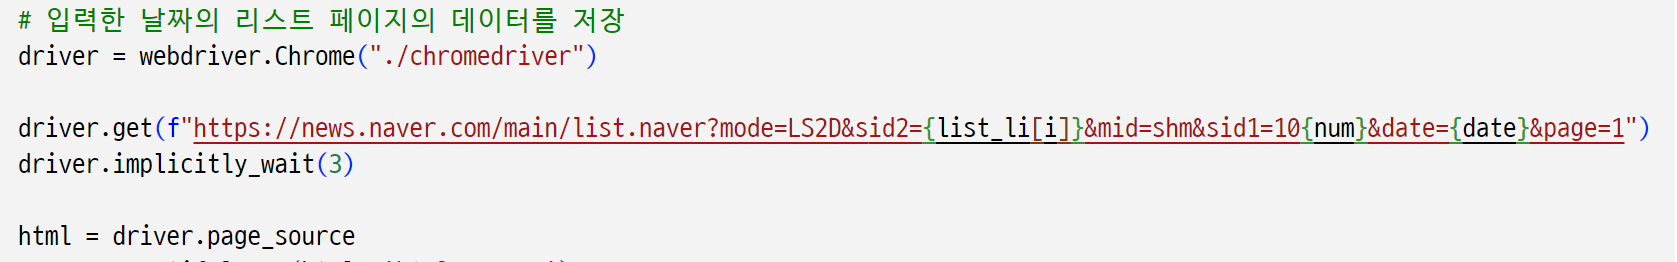 # 입력한 날짜의 리스트 페이지의 데이터를 저장
driver = webdriver.Chrome("./chromedriver")
driver.get(f"https://news.naver.com/main/list.naver?mode=LS2D&sid2={list_li[i]}&mid=shm&sid1=10{num}&date={date}&page=1")
driver.implicitly_wait(3)
html = driver.page_source